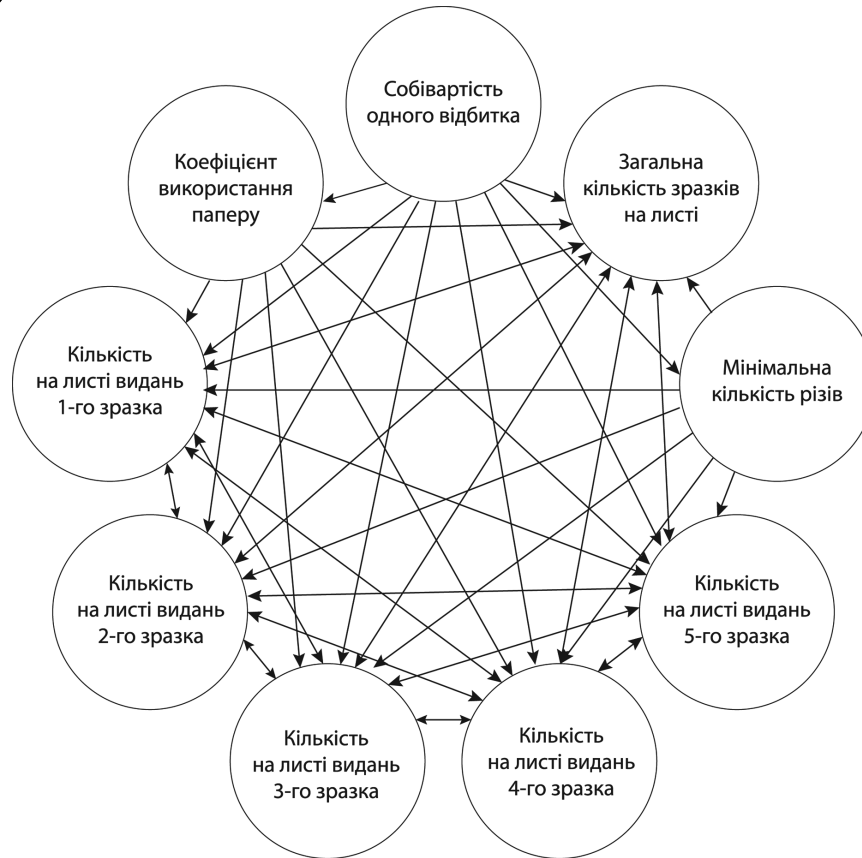 Собівартість
одного відбитка
Коефіцієнт
використання
паперу
Загальна
кількість зразків
на листі
Кількість
на листі видань
1-го зразка
Мінімальна
кількість різів
Кількість
на листі видань
2-го зразка
Кількість
на листі видань
5-го зразка
Кількість
на листі видань
3-го зразка
Кількість
на листі видань
4-го зразка